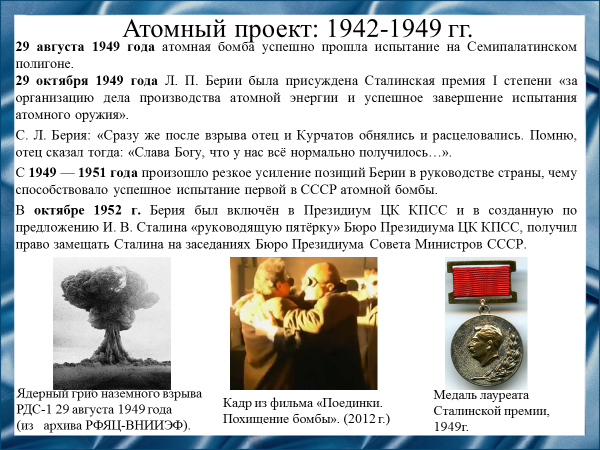 Атомный проект: 1942-1949 гг.
29 августа 1949 года атомная бомба успешно прошла испытание на Семипалатинском
полигоне.
29 октября 1949 года Л. П. Берии была присуждена Сталинская премия I степени «за
организацию дела производства атомной энергии и успешное завершение испытания
атомного оружия».
С. Л. Берия: «Сразу же после взрыва отец и Курчатов обнялись и расцеловались. Помню,
отец сказал тогда: «Слава Богу, что у нас всё нормально получилось…».
С 1949 — 1951 года произошло резкое усиление позиций Берии в руководстве страны, чему
способствовало успешное испытание первой в СССР атомной бомбы.
В октябре 1952 г. Берия был включён в Президиум ЦК КПСС и в созданную по
предложению И. В. Сталина «руководящую пятёрку» Бюро Президиума ЦК КПСС, получил
право замещать Сталина на заседаниях Бюро Президиума Совета Министров СССР.
Ядерный гриб наземного взрыва
РДС-1 29 августа 1949 года
(из архива РФЯЦ-ВНИИЭФ).
Кадр из фильма «Поединки.
Похищение бомбы». (2012 г.)
Медаль лауреата
Сталинской премии,
1949г.